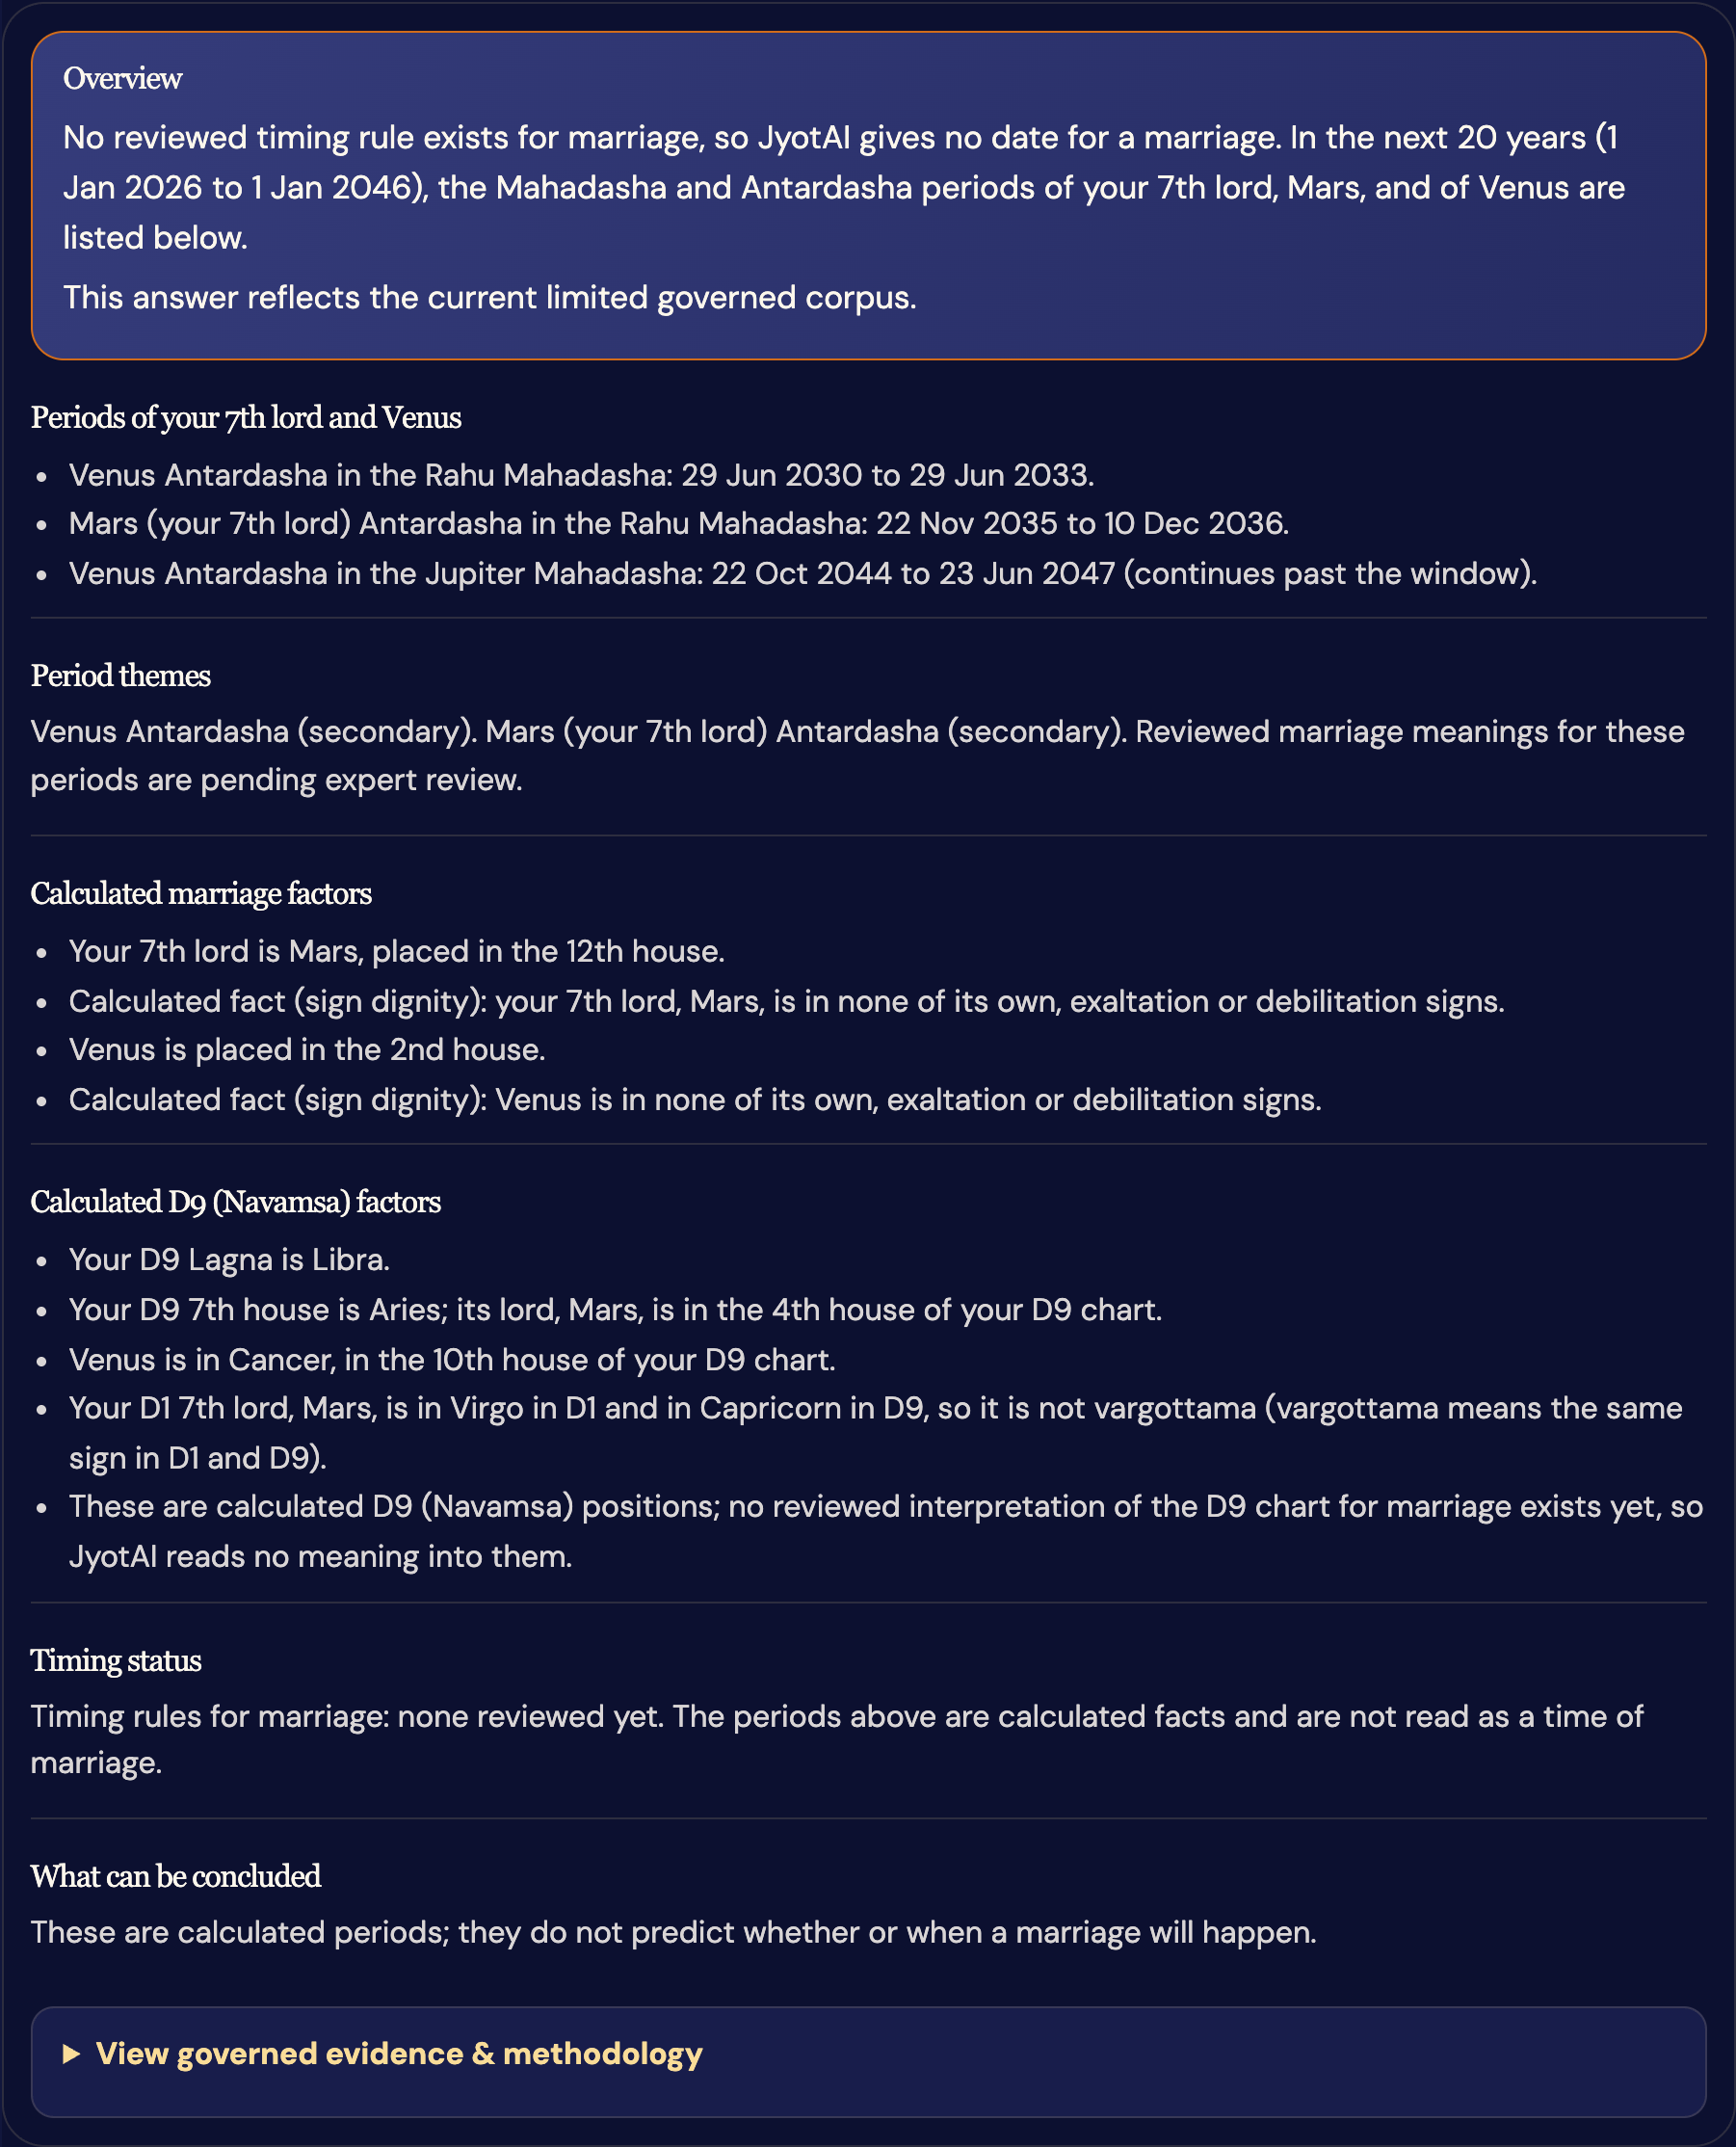 Overview
No reviewed timing rule exists for marriage, so JyotAI gives no date for a marriage. In the next 20 years (1
Jan 2026 to 1 Jan 2046), the Mahadasha and Antardasha periods of your 7th lord, Mars, and of Venus are
listed below.
This answer reflects the current limited governed corpus.
Periods of your 7th lord and Venus
• Venus Antardasha in the Rahu Mahadasha: 29 Jun 2030 to 29 Jun 2033.
• Mars (your 7th lord) Antardasha in the Rahu Mahadasha: 22 Nov 2035 to 10 Dec 2036.
• Venus Antardasha in the Jupiter Mahadasha: 22 Oct 2044 to 23 Jun 2047 (continues past the window).
Period themes
Venus Antardasha (secondary). Mars (your 7th lord) Antardasha (secondary). Reviewed marriage meanings for these
periods are pending expert review.
Calculated marriage factors
• Your 7th lord is Mars, placed in the 12th house.
• Calculated fact (sign dignity): your 7th lord, Mars, is in none of its own, exaltation or debilitation signs.
• Venus is placed in the 2nd house.
• Calculated fact (sign dignity): Venus is in none of its own, exaltation or debilitation signs.
Calculated D9 (Navamsa) factors
• Your D9 Lagna is Libra.
• Your D9 7th house is Aries; its lord, Mars, is in the 4th house of your D9 chart.
• Venus is in Cancer, in the 10th house of your D9 chart.
• Your D1 7th lord, Mars, is in Virgo in D1 and in Capricorn in D9, so it is not vargottama (vargottama means the same
sign in D1 and D9).
• These are calculated D9 (Navamsa) positions; no reviewed interpretation of the D9 chart for marriage exists yet, so
JyotAI reads no meaning into them.
Timing status
Timing rules for marriage: none reviewed yet. The periods above are calculated facts and are not read as a time of
marriage.
What can be concluded
These are calculated periods; they do not predict whether or when a marriage will happen.
▶ View governed evidence & methodology